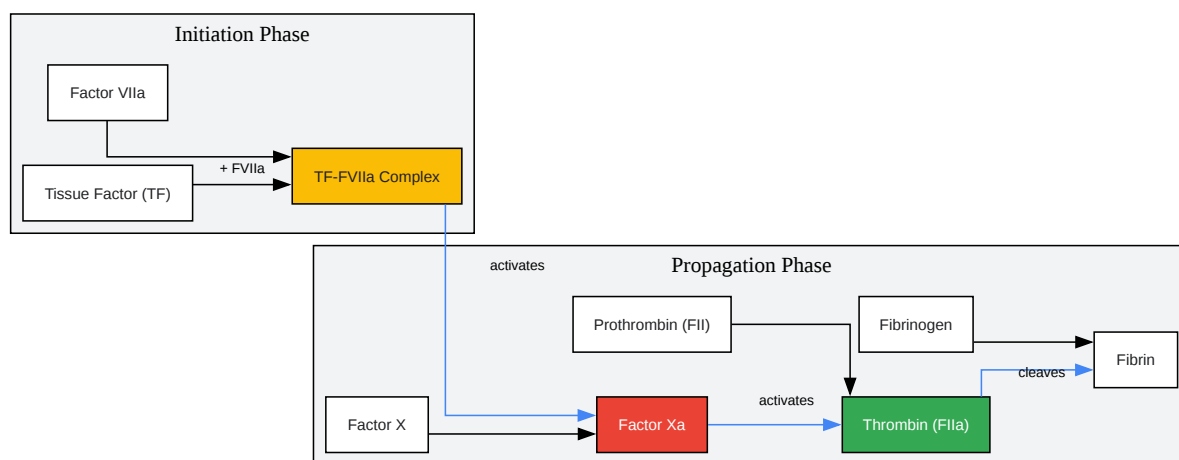 Initiation Phase
Factor VIIa
+ FVIIa
Tissue Factor (TF)
TF-FVIIa Complex
activates
Propagation Phase
Prothrombin (FII)
Fibrinogen
Fibrin
cleaves
Factor X
Factor Xa
activates
Thrombin (FIIa)